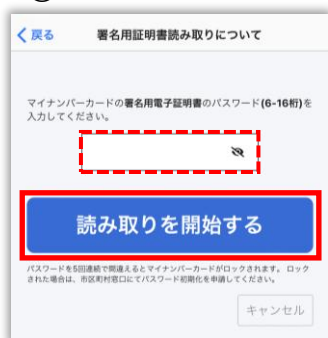 戻る 署名用証明書読み取りについて
マイナンバーカードの署名用電子証明書のパスワード(6-16桁)を
入力してください。
読み取りを開始する
パスワードを5回連続で間違えるとマイナンバーカードがロックされます。 ロック
された場合は、市区町村窓口にてパスワード初期化を申請してください。
キャンセル